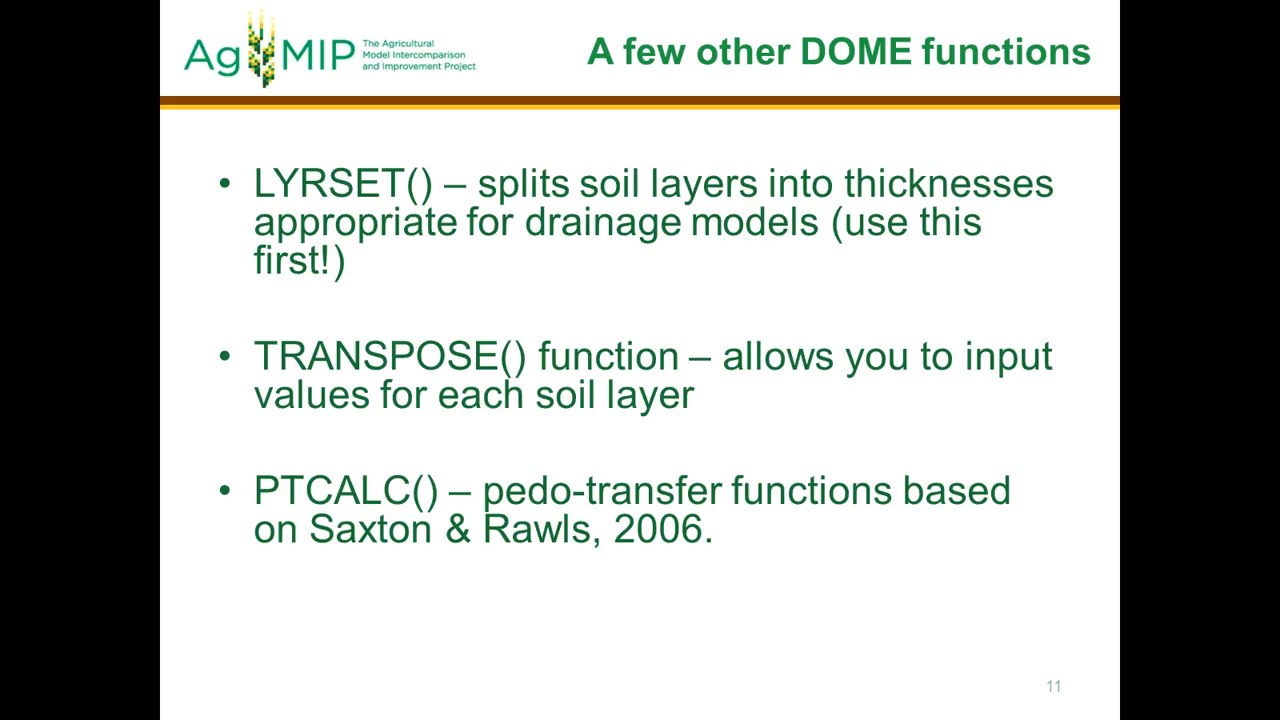 AgMIP
The Agricultural
Model Intercomparison
and Improvement Project
A few other DOME functions
• LYRSET() – splits soil layers into thicknesses
appropriate for drainage models (use this
first!)
• TRANSPOSE() function – allows you to input
values for each soil layer
• PTCALC() – pedo-transfer functions based
on Saxton & Rawls, 2006.
11